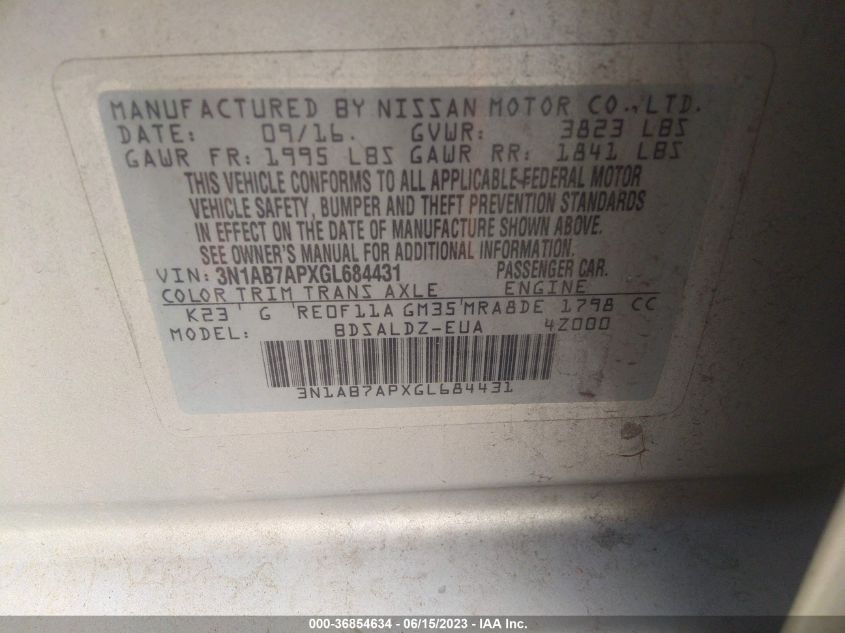 MANUFACTURED BY NISSAN MOTOR CO., LTD.
DATE: 09/16. GVWR: 3823 LBS
GAWR FR: 1995 LBS GAWR RR: 1841 LBS
THIS VEHICLE CONFORMS TO ALL APPLICABLE FEDERAL MOTOR
VEHICLE SAFETY, BUMPER AND THEFT PREVENTION STANDARDS
IN EFFECT ON THE DATE OF MANUFACTURE SHOWN ABOVE.
SEE OWNER'S MANUAL FOR ADDITIONAL INFORMATION.
VIN: 3N1AB7APXGL684431 PASSENGER CAR.
COLOR TRIM TRANS AXLE ENGINE
K23 G RE0F11A GM35 MRA8DE 1798 CC
MODEL: BDSALDZ-EUA 4Z000
3N1AB7APXGL684431
000-36854634 - 06/15/2023 - IAA Inc.